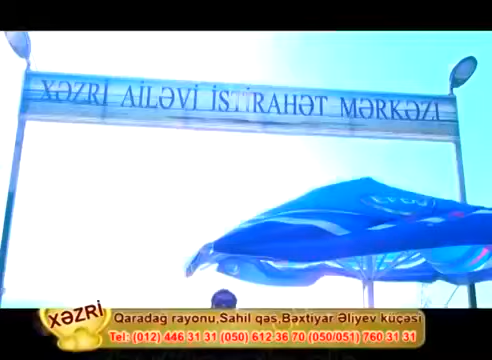 XƏZRİ AİLƏVİ İSTİRAHƏT MƏRKƏZİ
XƏZRİ
Qaradag rayonu,Sahil qəs,Bəxtiyar Əliyev küçəsi
Tel: (012) 446 31 31 (050) 612 36 70 (050/051) 760 31 31